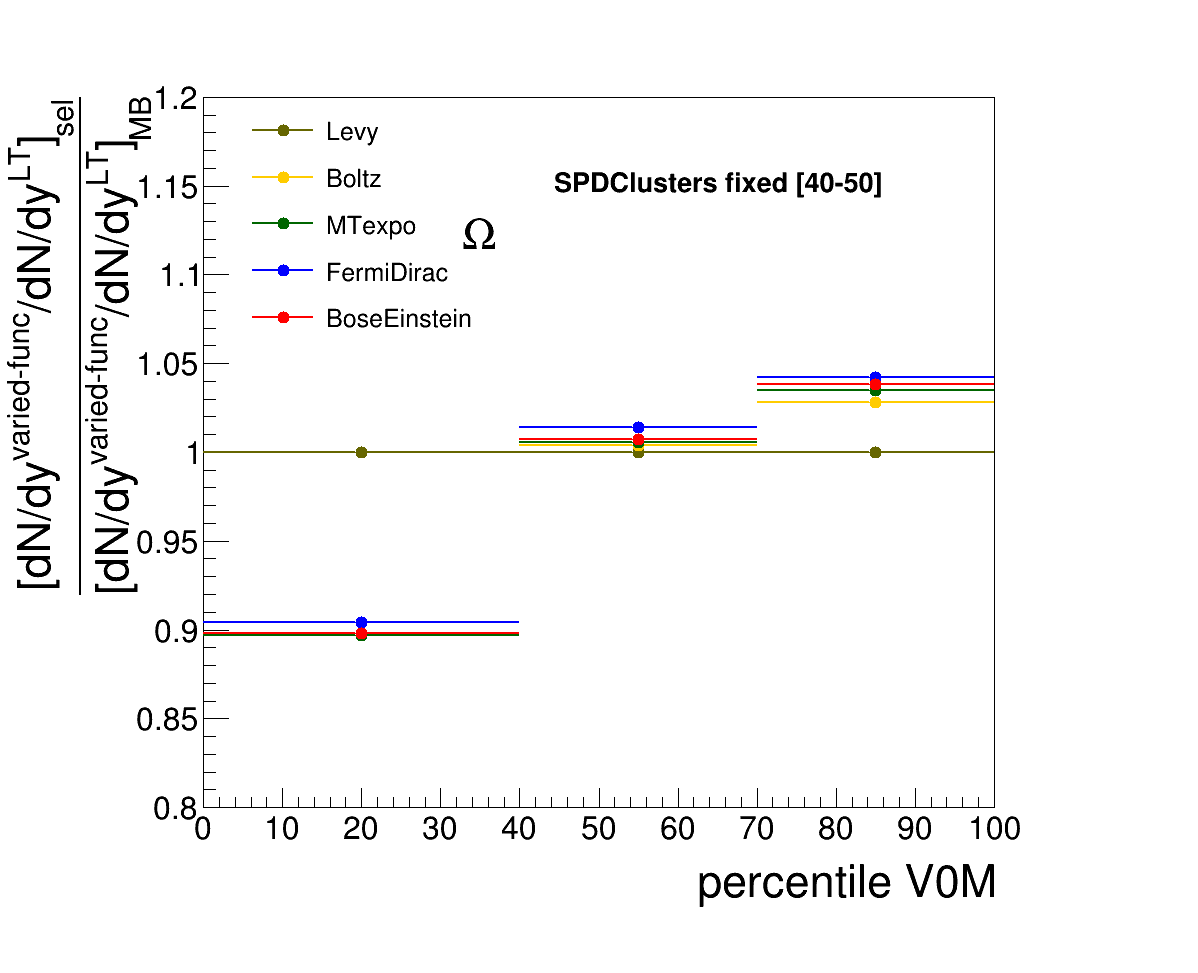 [dN/dy^varied-func/dN/dy^LT]_sel
[dN/dy^varied-func/dN/dy^LT]_MB
1.2
1.15
1.1
1.05
1
0.95
0.9
0.85
0.8
Levy
Boltz
MTexpo
FermiDirac
BoseEinstein
SPDClusters fixed [40-50]
Ω
0 10 20 30 40 50 60 70 80 90 100
percentile V0M